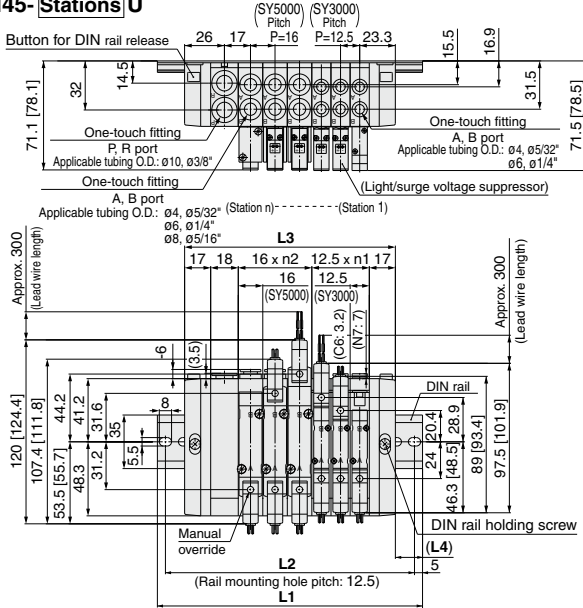 145- Stations U
(SY5000) (SY3000)
Pitch Pitch
26 17 P=16 P=12.5 23.3
Button for DIN rail release
15.5
16.9
14.5
32
71.1 [78.1]
31.5
71.5 [78.5]
One-touch fitting
P, R port
Applicable tubing O.D.: ø10, ø3/8"
One-touch fitting
A, B port
Applicable tubing O.D.: ø4, ø5/32"
ø6, ø1/4"
One-touch fitting
A, B port
Applicable tubing O.D.: ø4, ø5/32"
ø6, ø1/4"
ø8, ø5/16"
(Light/surge voltage suppressor)
(Station n) (Station 1)
L3
17 18 16 x n2 12.5 x n1 17
16 12.5
(SY5000) (SY3000)
Approx. 300
(Lead wire length)
Approx. 300
(Lead wire length)
(C6: 3.2)
(N7: 7)
-6
(3.5)
DIN rail
8
120 [124.4]
107.4 [111.8]
44.2
41.2
31.6
35
5.5
31.2
48.3
53.5 [55.7]
20.4
28.9
24
46.3 [48.5]
89 [93.4]
97.5 [101.9]
A B
Manual
override
DIN rail holding screw
(L4)
L2
5
(Rail mounting hole pitch: 12.5)
L1